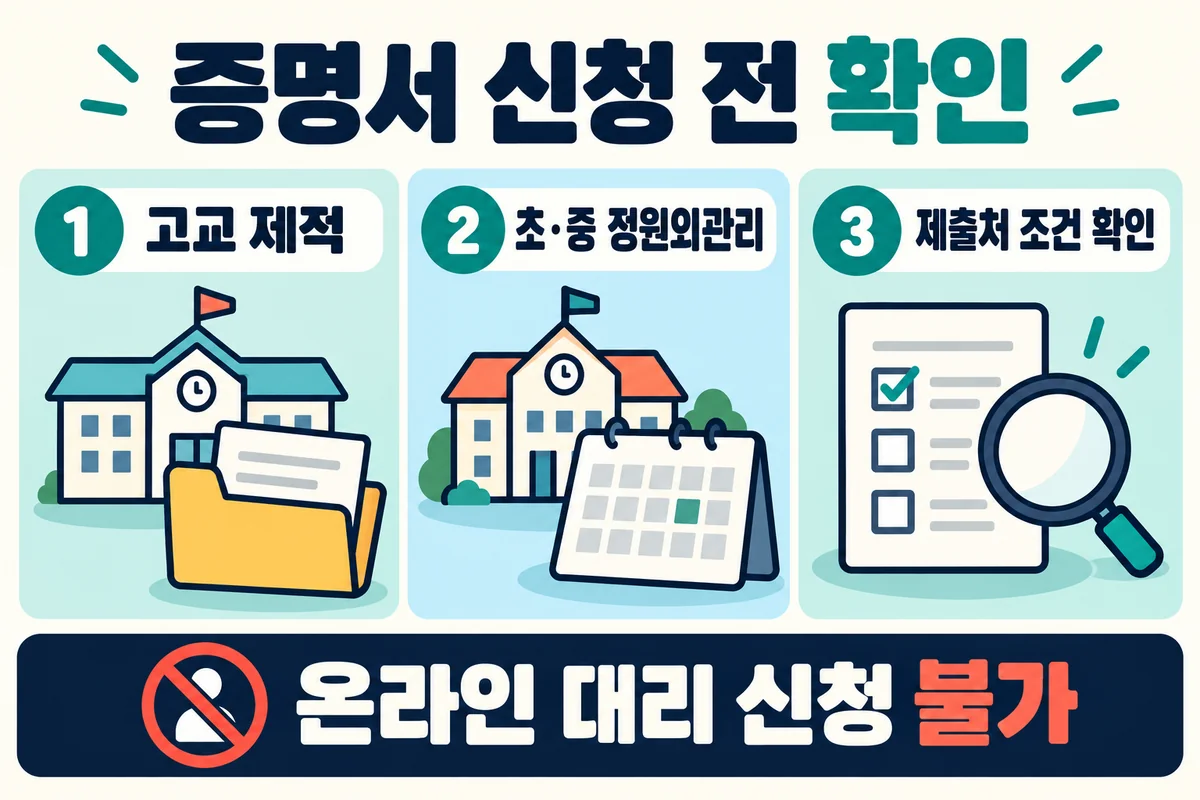 증명서 신청 전 확인
1 고교 제적
2 초·중 정원외관리
3 제출처 조건 확인
온라인 대리 신청 불가